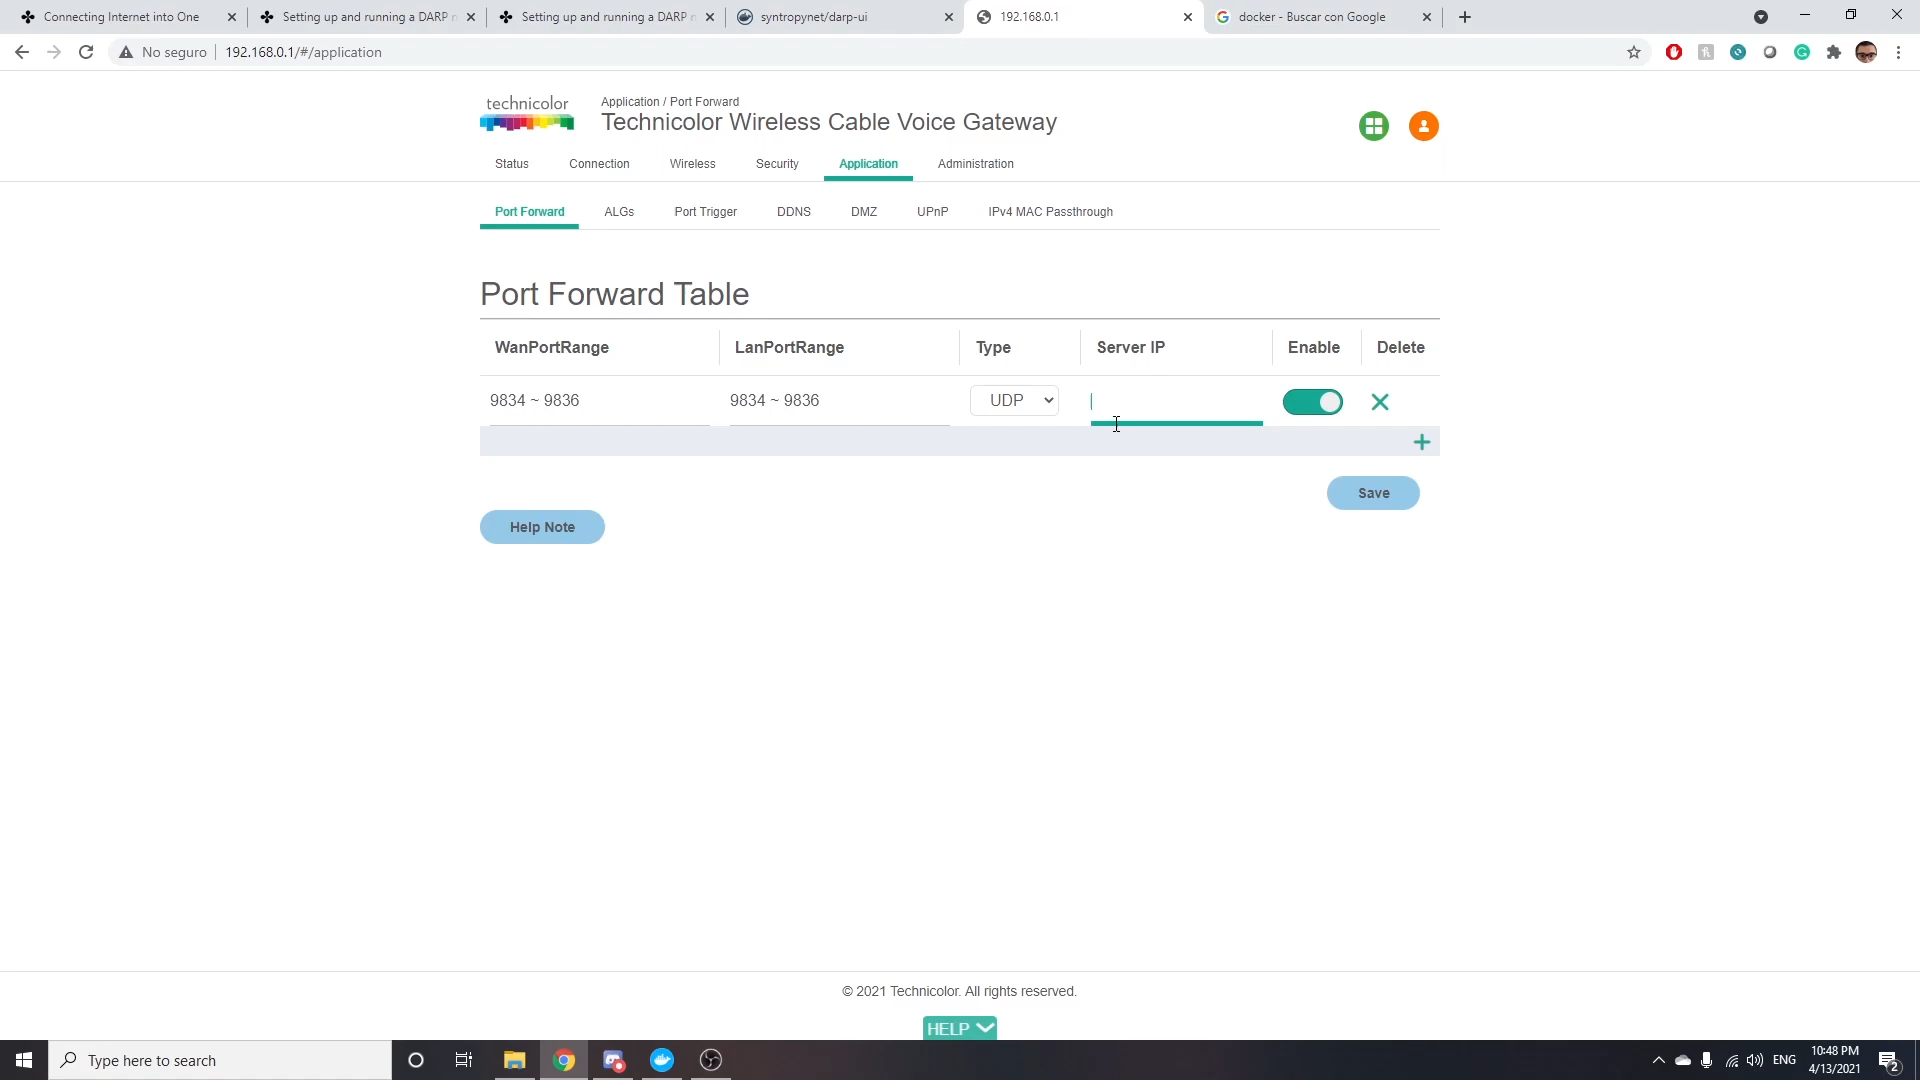 Connecting Internet into One
Setting up and running a DARP n
Setting up and running a DARP n
syntropynet/darp-ui
192.168.0.1
docker - Buscar con Google
No seguro
192.168.0.1/#/application
technicolor
Application / Port Forward
Technicolor Wireless Cable Voice Gateway
Status
Connection
Wireless
Security
Application
Administration
Port Forward
ALGs
Port Trigger
DDNS
DMZ
UPnP
IPv4 MAC Passthrough
Port Forward Table
WanPortRange
LanPortRange
Type
Server IP
Enable
Delete
9834 ~ 9836
9834 ~ 9836
UDP
Save
Help Note
© 2021 Technicolor. All rights reserved.
HELP
Type here to search
ENG
10:48 PM
4/13/2021
2